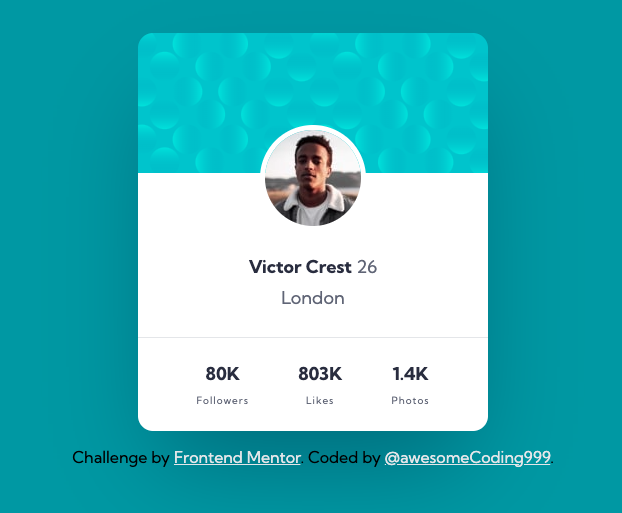 Victor Crest 26
London
80K 803K 1.4K
Followers Likes Photos
Challenge by Frontend Mentor. Coded by @awesomeCoding999.